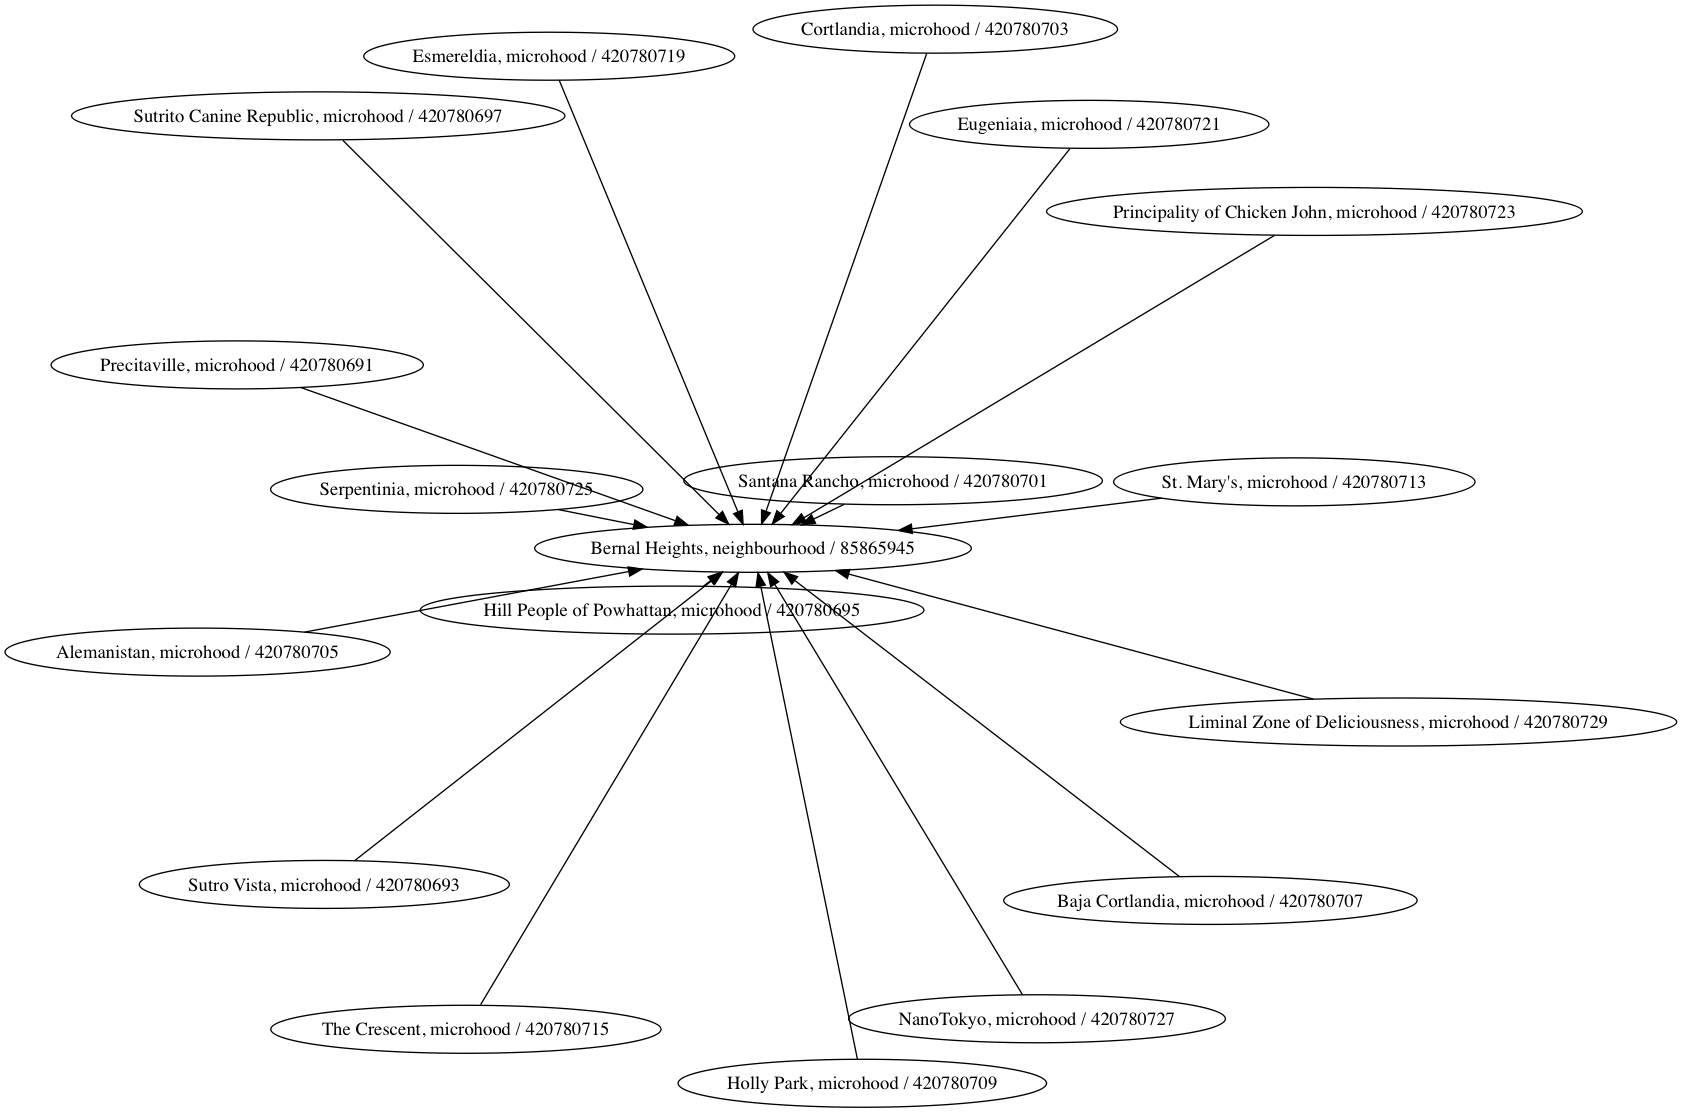 Cortlandia, microhood / 420780703
Esmereldia, microhood / 420780719
Sutrito Canine Republic, microhood / 420780697
Eugeniaia, microhood / 420780721
Principality of Chicken John, microhood / 420780723
Precitaville, microhood / 420780691
Serpentinia, microhood / 420780725
Santana Rancho, microhood / 420780701
St. Mary's, microhood / 420780713
Bernal Heights, neighbourhood / 85865945
Hill People of Powhattan, microhood / 420780695
Alemanistan, microhood / 420780705
Liminal Zone of Deliciousness, microhood / 420780729
Sutro Vista, microhood / 420780693
Baja Cortlandia, microhood / 420780707
The Crescent, microhood / 420780715
NanoTokyo, microhood / 420780727
Holly Park, microhood / 420780709